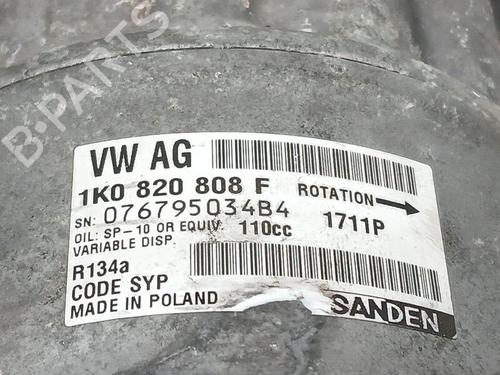 B-PARTS
VW AG
1K0 820 808 F
ROTATION
SN: 076795034B4
1711P
OIL: SP-10 OR EQUIV. 110cc
VARIABLE DISP.
R134a
CODE SYP
MADE IN POLAND
SANDEN